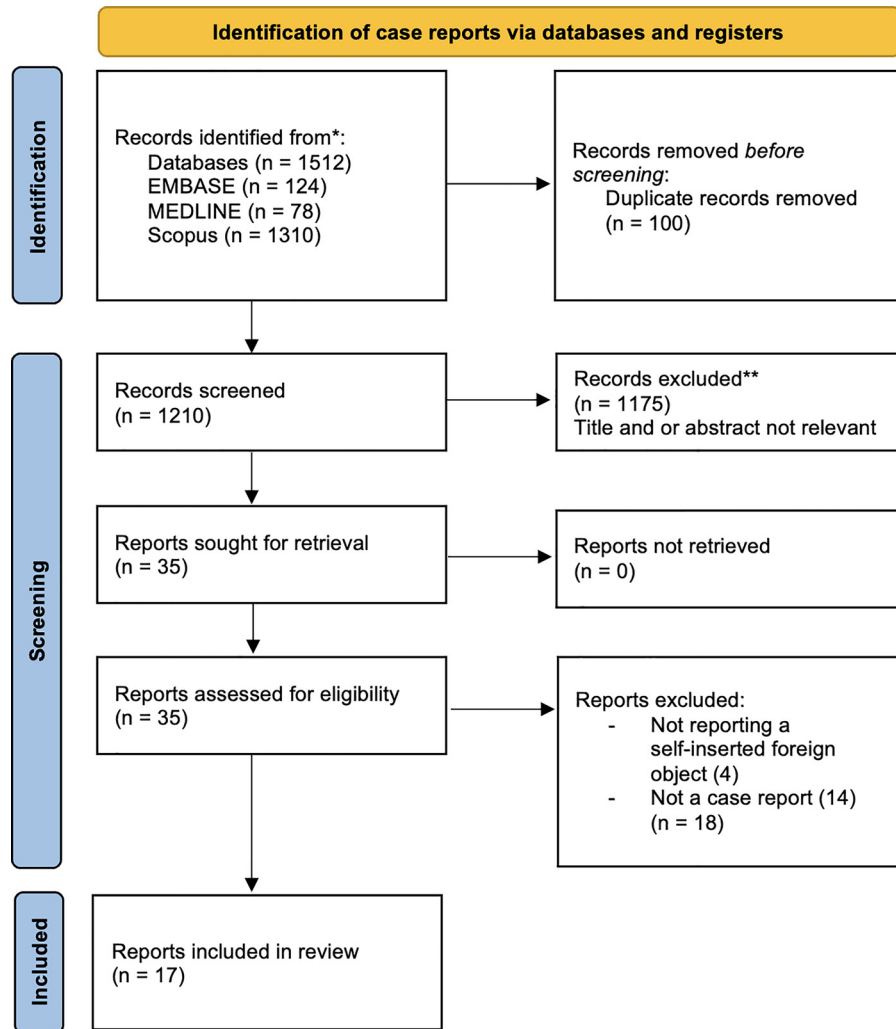 Identification of case reports via databases and registers
Identification
Records identified from*:
Databases (n = 1512)
EMBASE (n = 124)
MEDLINE (n = 78)
Scopus (n = 1310)
Records removed before
screening:
Duplicate records removed
(n = 100)
Screening
Records screened
(n = 1210)
Records excluded**
(n = 1175)
Title and or abstract not relevant
Reports sought for retrieval
(n = 35)
Reports not retrieved
(n = 0)
Reports assessed for eligibility
(n = 35)
Reports excluded:
- Not reporting a
self-inserted foreign
object (4)
- Not a case report (14)
(n = 18)
Included
Reports included in review
(n = 17)